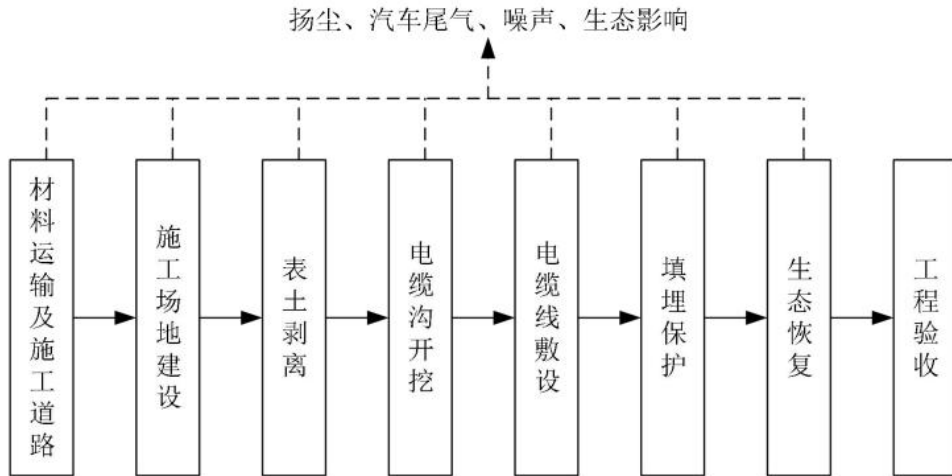 扬尘、汽车尾气、噪声、生态影响
材料运输及施工道路
施工场地建设
表土剥离
电缆沟开挖
电缆线敷设
填埋保护
生态恢复
工程验收